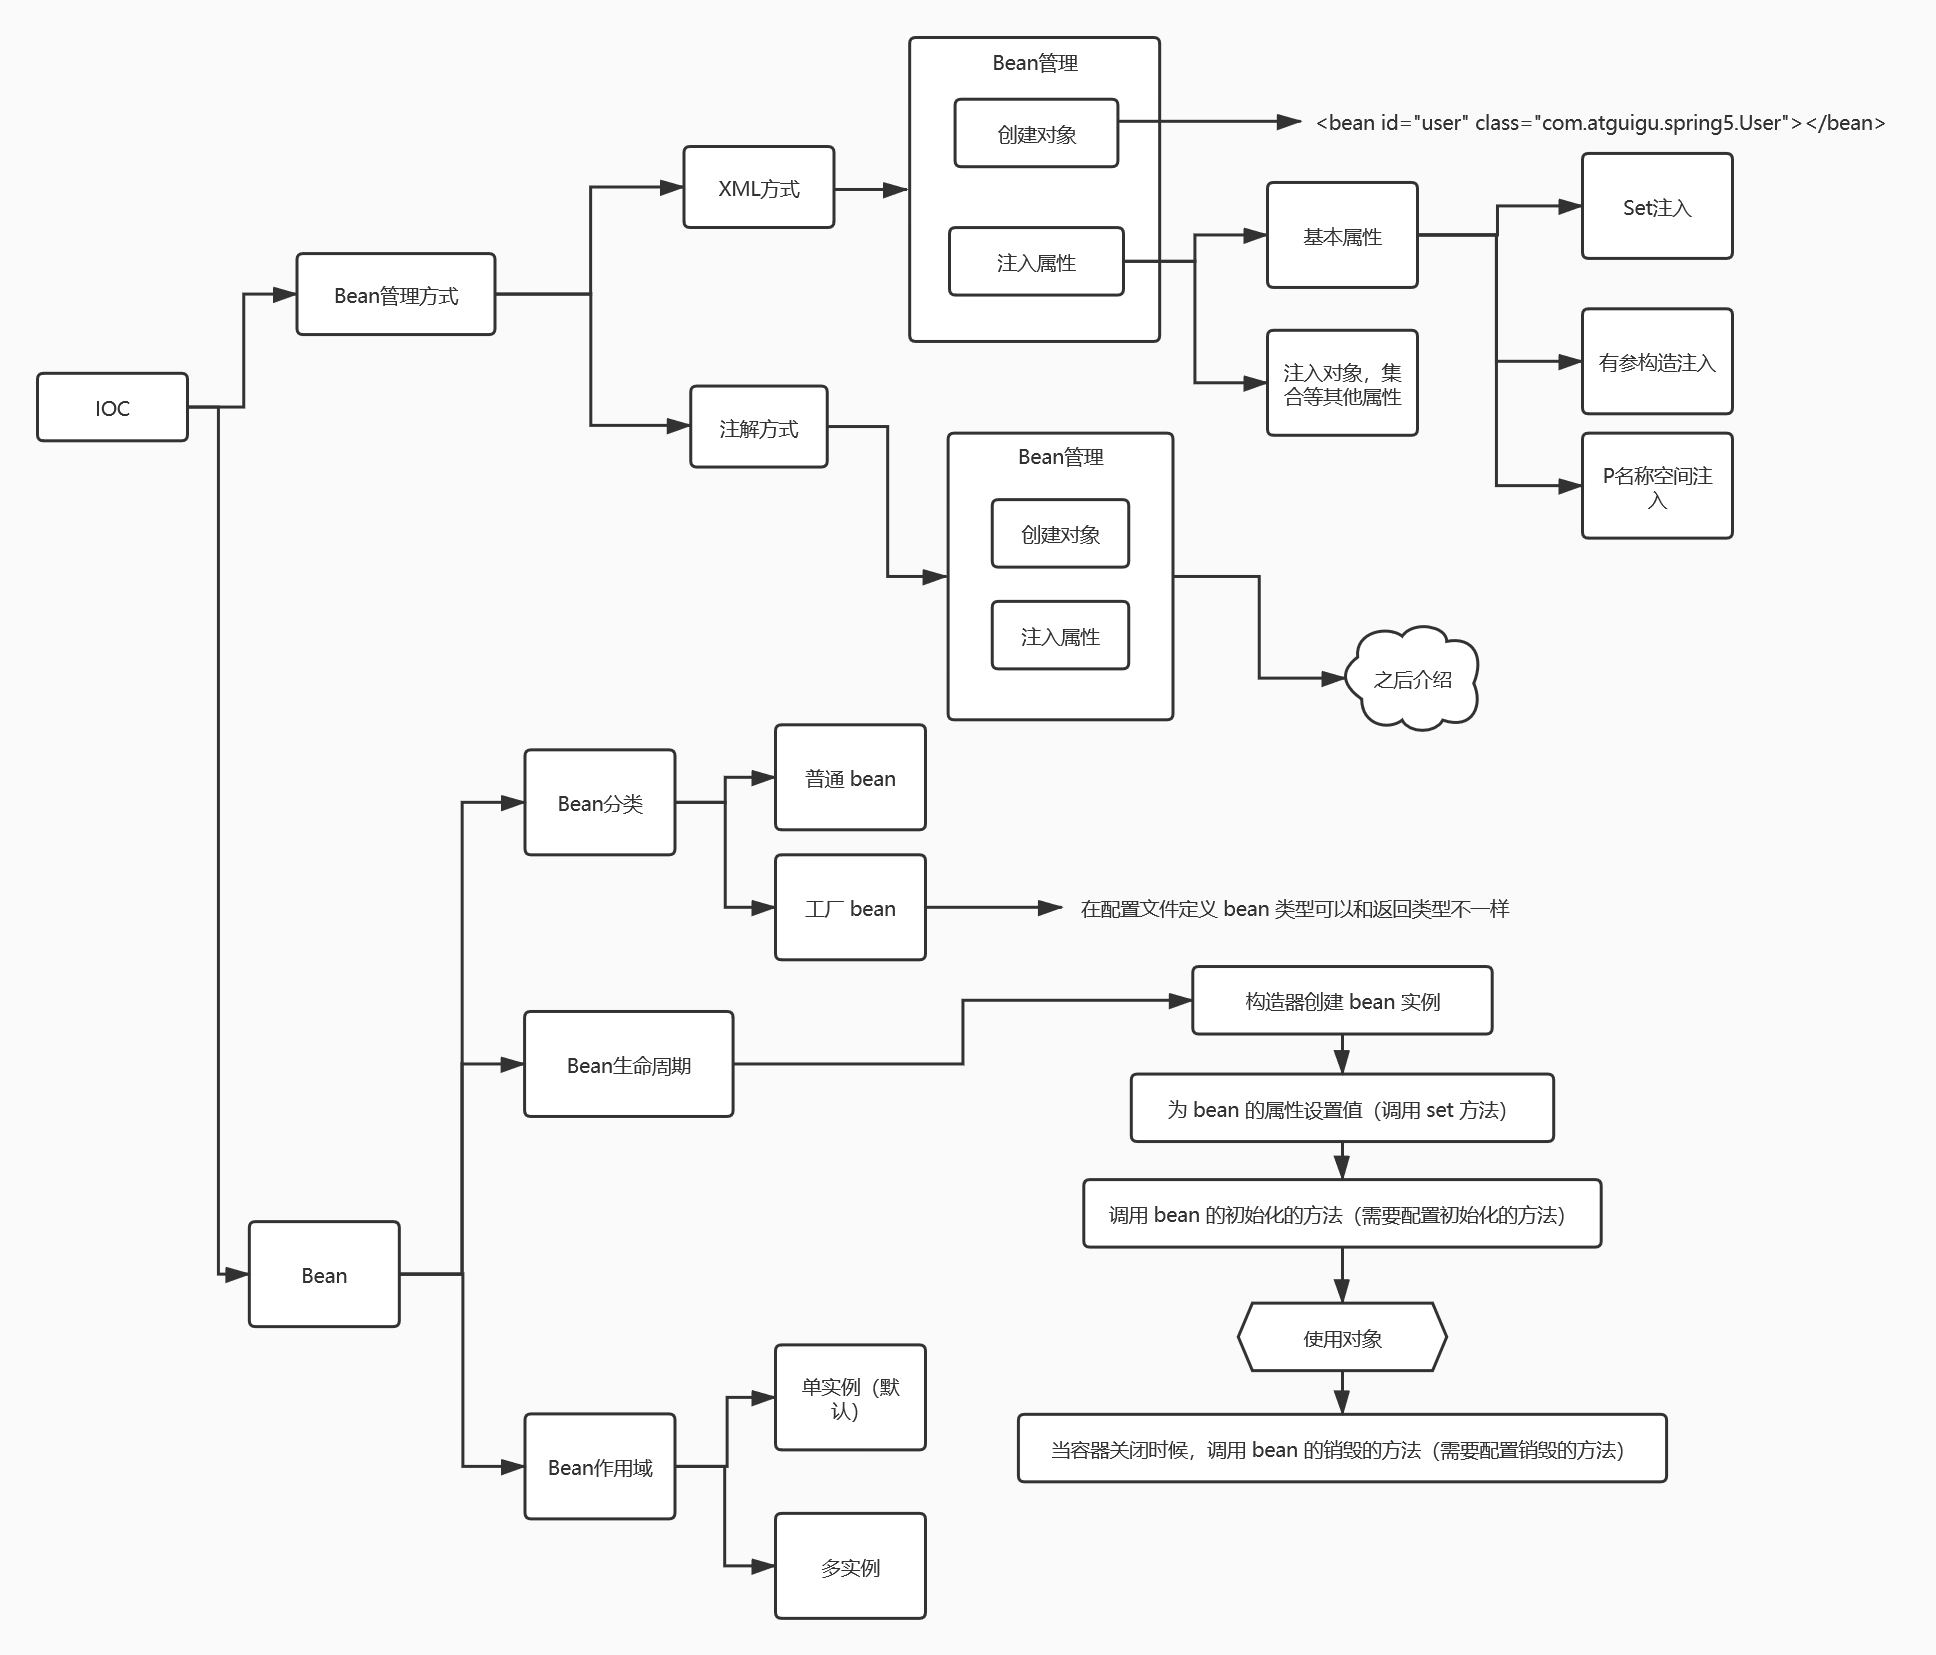 Bean管理
创建对象
<bean id="user" class="com.atguigu.spring5.User"></bean>
XML方式
Set注入
注入属性
基本属性
Bean管理方式
有参构造注入
注入对象，集
合等其他属性
IOC
注解方式
Bean管理
P名称空间注
入
创建对象
注入属性
之后介绍
Bean分类
普通 bean
工厂 bean
在配置文件定义 bean 类型可以和返回类型不一样
构造器创建 bean 实例
Bean生命周期
为 bean 的属性设置值（调用 set 方法）
调用 bean 的初始化的方法（需要配置初始化的方法）
Bean
使用对象
单实例（默
认）
Bean作用域
当容器关闭时候，调用 bean 的销毁的方法（需要配置销毁的方法）
多实例